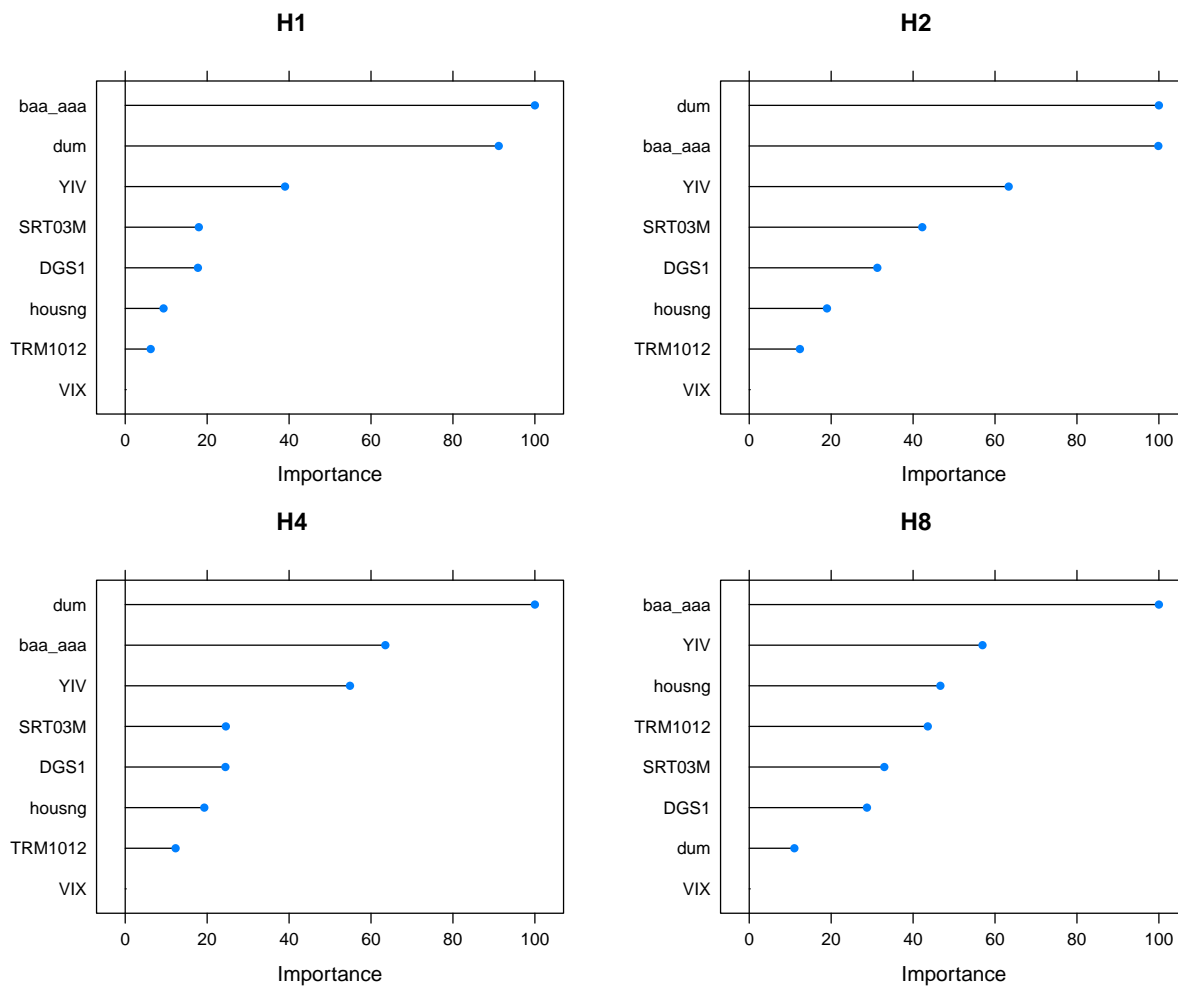 H1
baa_aaa
dum
YIV
SRT03M
DGS1
housng
TRM1012
VIX
0 20 40 60 80 100
Importance
H2
dum
baa_aaa
YIV
SRT03M
DGS1
housng
TRM1012
VIX
0 20 40 60 80 100
Importance
H4
dum
baa_aaa
YIV
SRT03M
DGS1
housng
TRM1012
VIX
0 20 40 60 80 100
Importance
H8
baa_aaa
YIV
housng
TRM1012
SRT03M
DGS1
dum
VIX
0 20 40 60 80 100
Importance